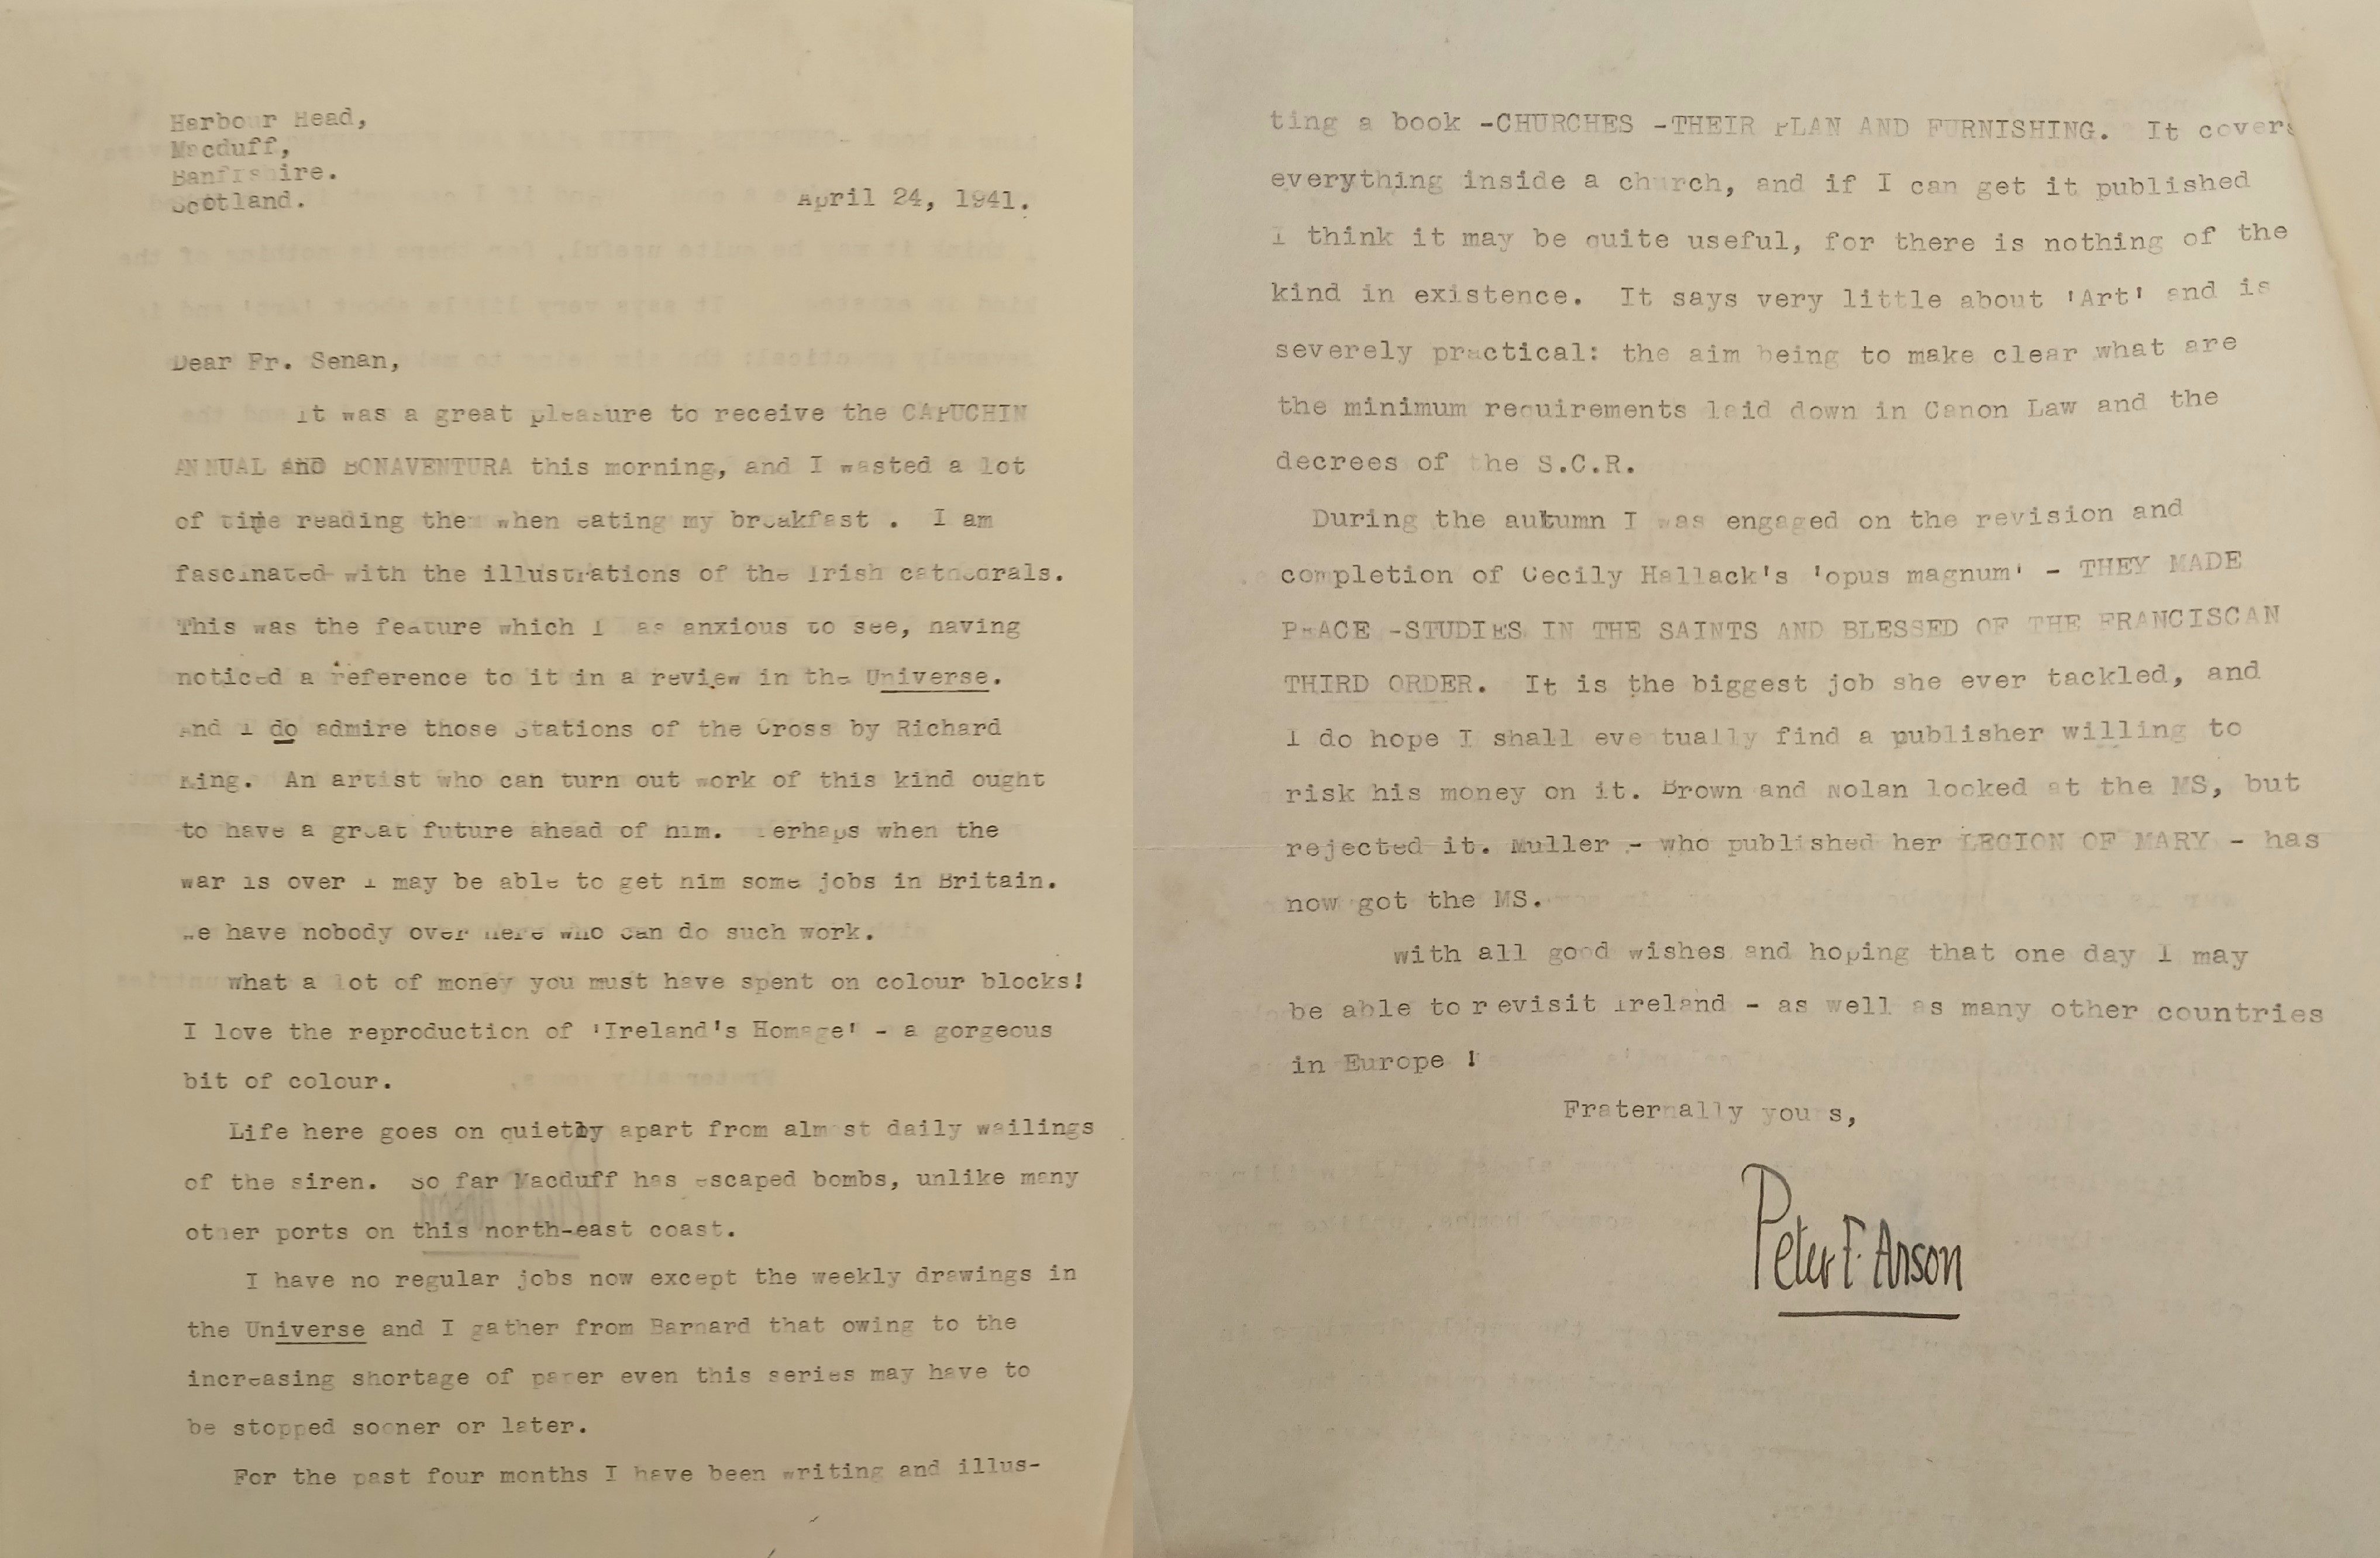 Harbour Head,
Macduff,
Banffshire.
Scotland.
April 24, 1941.
Dear Fr. Senan,
It was a great pleasure to receive the CAPUCHIN
ANNUAL and BONAVENTURA this morning, and I wasted a lot
of time reading them when eating my breakfast . I am
fascinated with the illustrations of the Irish cathedrals.
This was the feature which I was anxious to see, having
noticed a reference to it in a review in the Universe.
And I do admire those Stations of the Cross by Richard
King. An artist who can turn out work of this kind ought
to have a great future ahead of him. Perhaps when the
war is over I may be able to get him some jobs in Britain.
We have nobody over here who can do such work.
What a lot of money you must have spent on colour blocks!
I love the reproduction of 'Ireland's Homage' - a gorgeous
bit of colour.
Life here goes on quietly apart from almost daily wailings
of the siren. So far Macduff has escaped bombs, unlike many
other ports on this north-east coast.
I have no regular jobs now except the weekly drawings in
the Universe and I gather from Barnard that owing to the
increasing shortage of paper even this series may have to
be stopped sooner or later.
For the past four months I have been writing and illus-
ting a book -CHURCHES -THEIR PLAN AND FURNISHING. It covers
everything inside a church, and if I can get it published
I think it may be quite useful, for there is nothing of the
kind in existence. It says very little about 'Art' and is
severely practical: the aim being to make clear what are
the minimum requirements laid down in Canon Law and the
decrees of the S.C.R.
During the autumn I was engaged on the revision and
completion of Cecily Hallack's 'opus magnum' - THEY MADE
PEACE -STUDIES IN THE SAINTS AND BLESSED OF THE FRANCISCAN
THIRD ORDER. It is the biggest job she ever tackled, and
I do hope I shall eventually find a publisher willing to
risk his money on it. Brown and Nolan looked at the MS, but
rejected it. Muller - who published her LEGION OF MARY - has
now got the MS.
With all good wishes and hoping that one day I may
be able to revisit Ireland - as well as many other countries
in Europe !
Fraternally yours,
Peter F. Anson